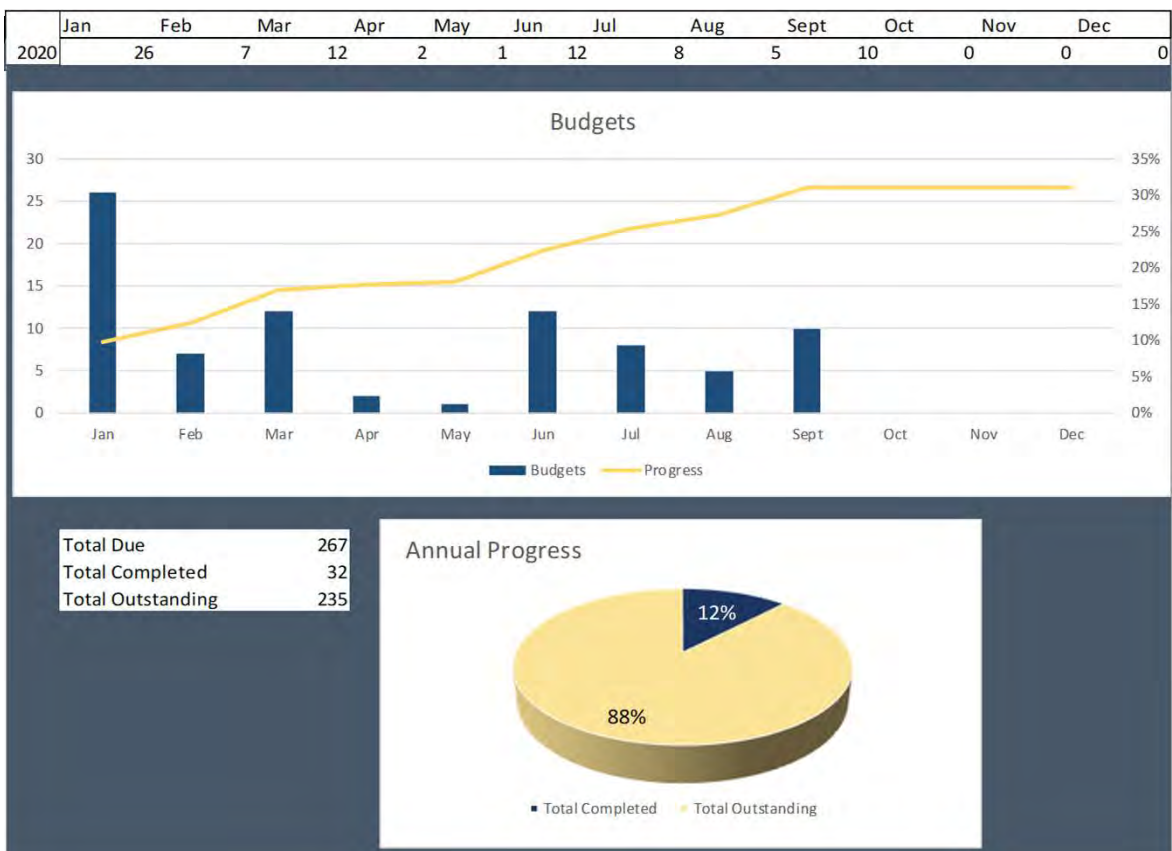 Jan Feb Mar Apr May Jun Jul Aug Sept Oct Nov Dec
2020 26 7 12 2 1 12 8 5 10 0 0 0
Budgets
30 35%
25 30%
20 25%
15 20%
10 15%
5 10%
0 5%
0%
Jan Feb Mar Apr May Jun Jul Aug Sept Oct Nov Dec
Budgets Progress
Total Due 267
Total Completed 32
Total Outstanding 235
Annual Progress
12%
88%
Total Completed Total Outstanding